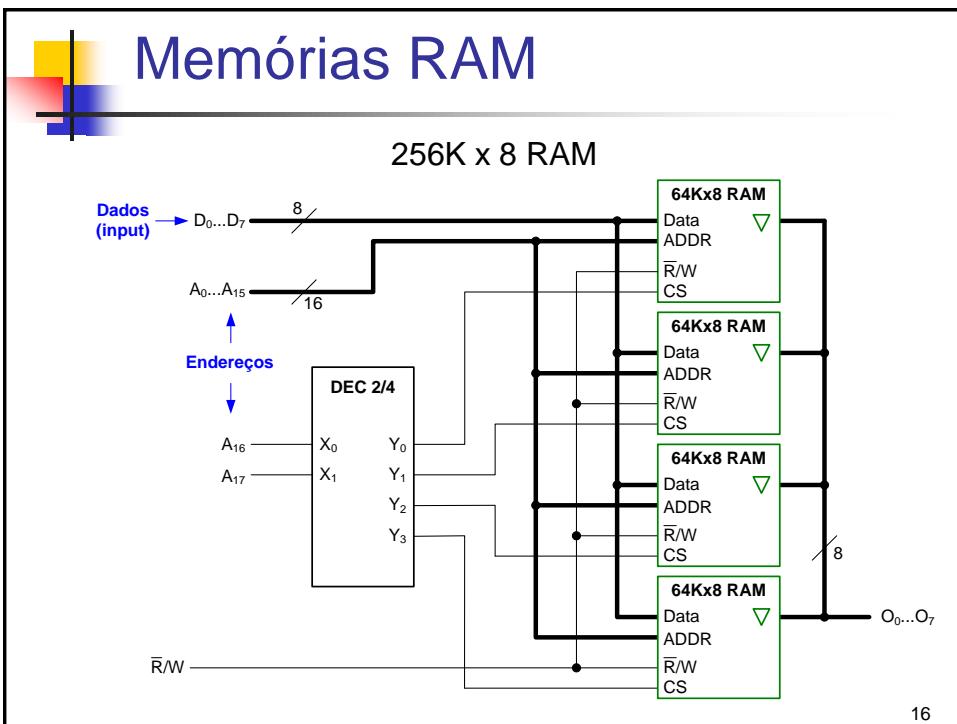 Memórias RAM
256K x 8 RAM
Dados
(input)
D₀...D₇
8
A₀...A₁₅
16
Endereços
DEC 2/4
A₁₆
X₀
Y₀
A₁₇
X₁
Y₁
Y₂
Y₃
R̅/W
64Kx8 RAM
Data
ADDR
R̅/W
CS
64Kx8 RAM
Data
ADDR
R̅/W
CS
64Kx8 RAM
Data
ADDR
R̅/W
CS
8
64Kx8 RAM
Data
ADDR
R̅/W
CS
O₀...O₇
16